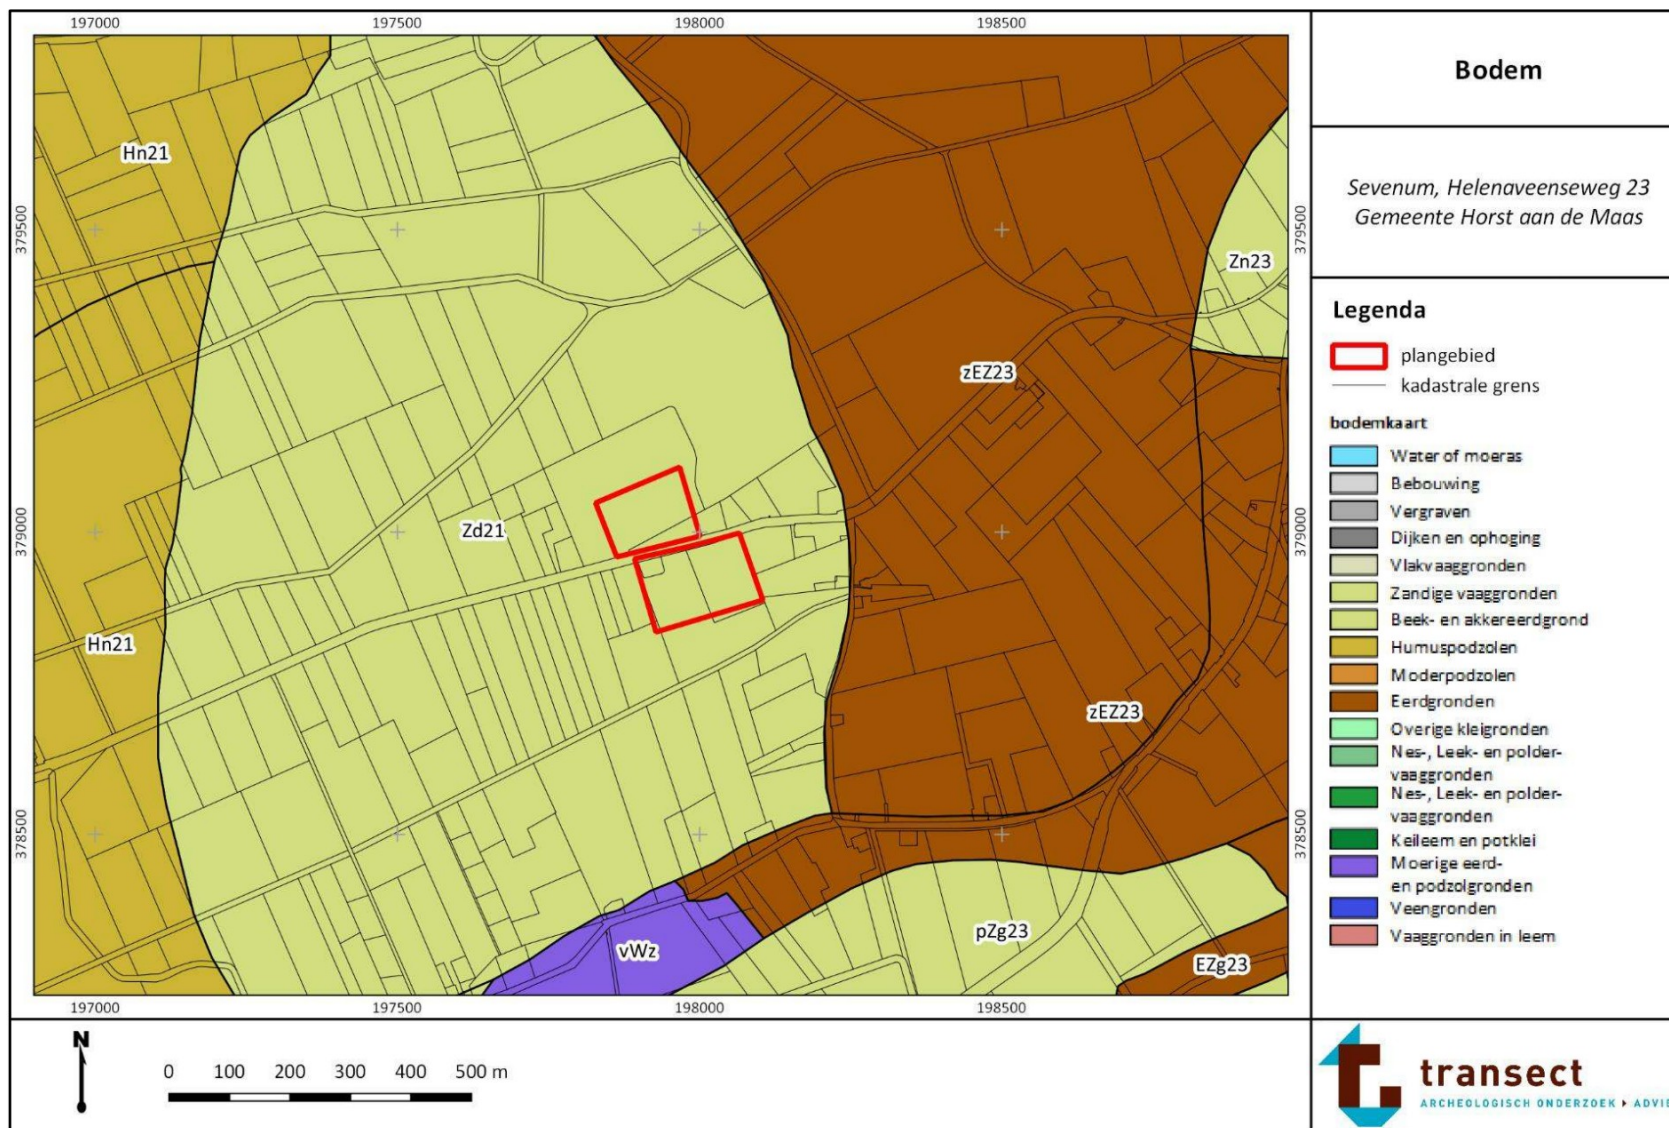 197000 197500 198000 198500
Hn21
379500 379500
Zn23
zEZ23
Zd21
379000 379000
Hn21
zEZ23
378500 378500
pZg23
vWz
EZg23
197000 197500 198000 198500
N
0 100 200 300 400 500 m
Bodem
Sevenum, Helenaveenseweg 23
Gemeente Horst aan de Maas
Legenda
plangebied
kadastrale grens
bodemkaart
Water of moeras
Bebouwing
Vergraven
Dijken en ophoging
Vlakvaaggronden
Zandige vaaggronden
Beek- en akkereerdgrond
Humuspodzolen
Moderpodzolen
Eerdgronden
Overige kleigronden
Nes-, Leek- en polder-
vaaggronden
Nes-, Leek- en polder-
vaaggronden
Keileem en potklei
Moerige eerd-
en podzolgronden
Veengronden
Vaaggronden in leem
transect
ARCHEOLOGISCH ONDERZOEK ▸ ADVIE